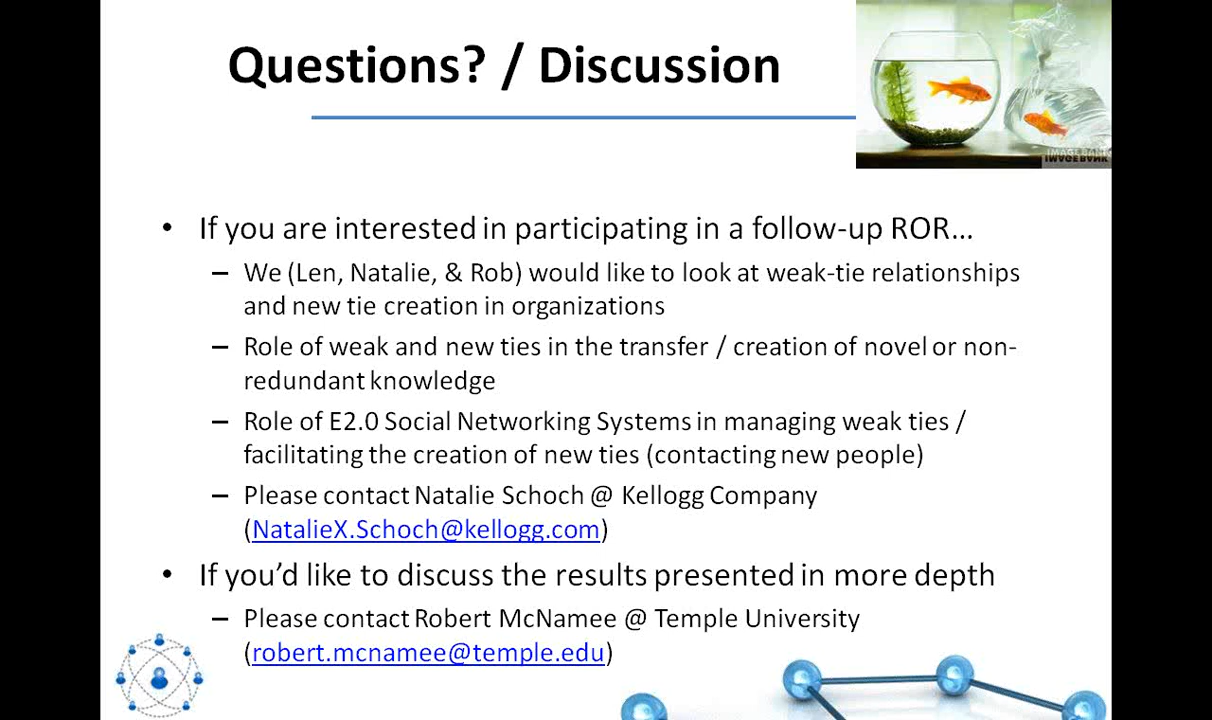 Questions? / Discussion
• If you are interested in participating in a follow-up ROR…
– We (Len, Natalie, & Rob) would like to look at weak-tie relationships
and new tie creation in organizations
– Role of weak and new ties in the transfer / creation of novel or non-
redundant knowledge
– Role of E2.0 Social Networking Systems in managing weak ties /
facilitating the creation of new ties (contacting new people)
– Please contact Natalie Schoch @ Kellogg Company
(NatalieX.Schoch@kellogg.com)
• If you’d like to discuss the results presented in more depth
– Please contact Robert McNamee @ Temple University
(robert.mcnamee@temple.edu)